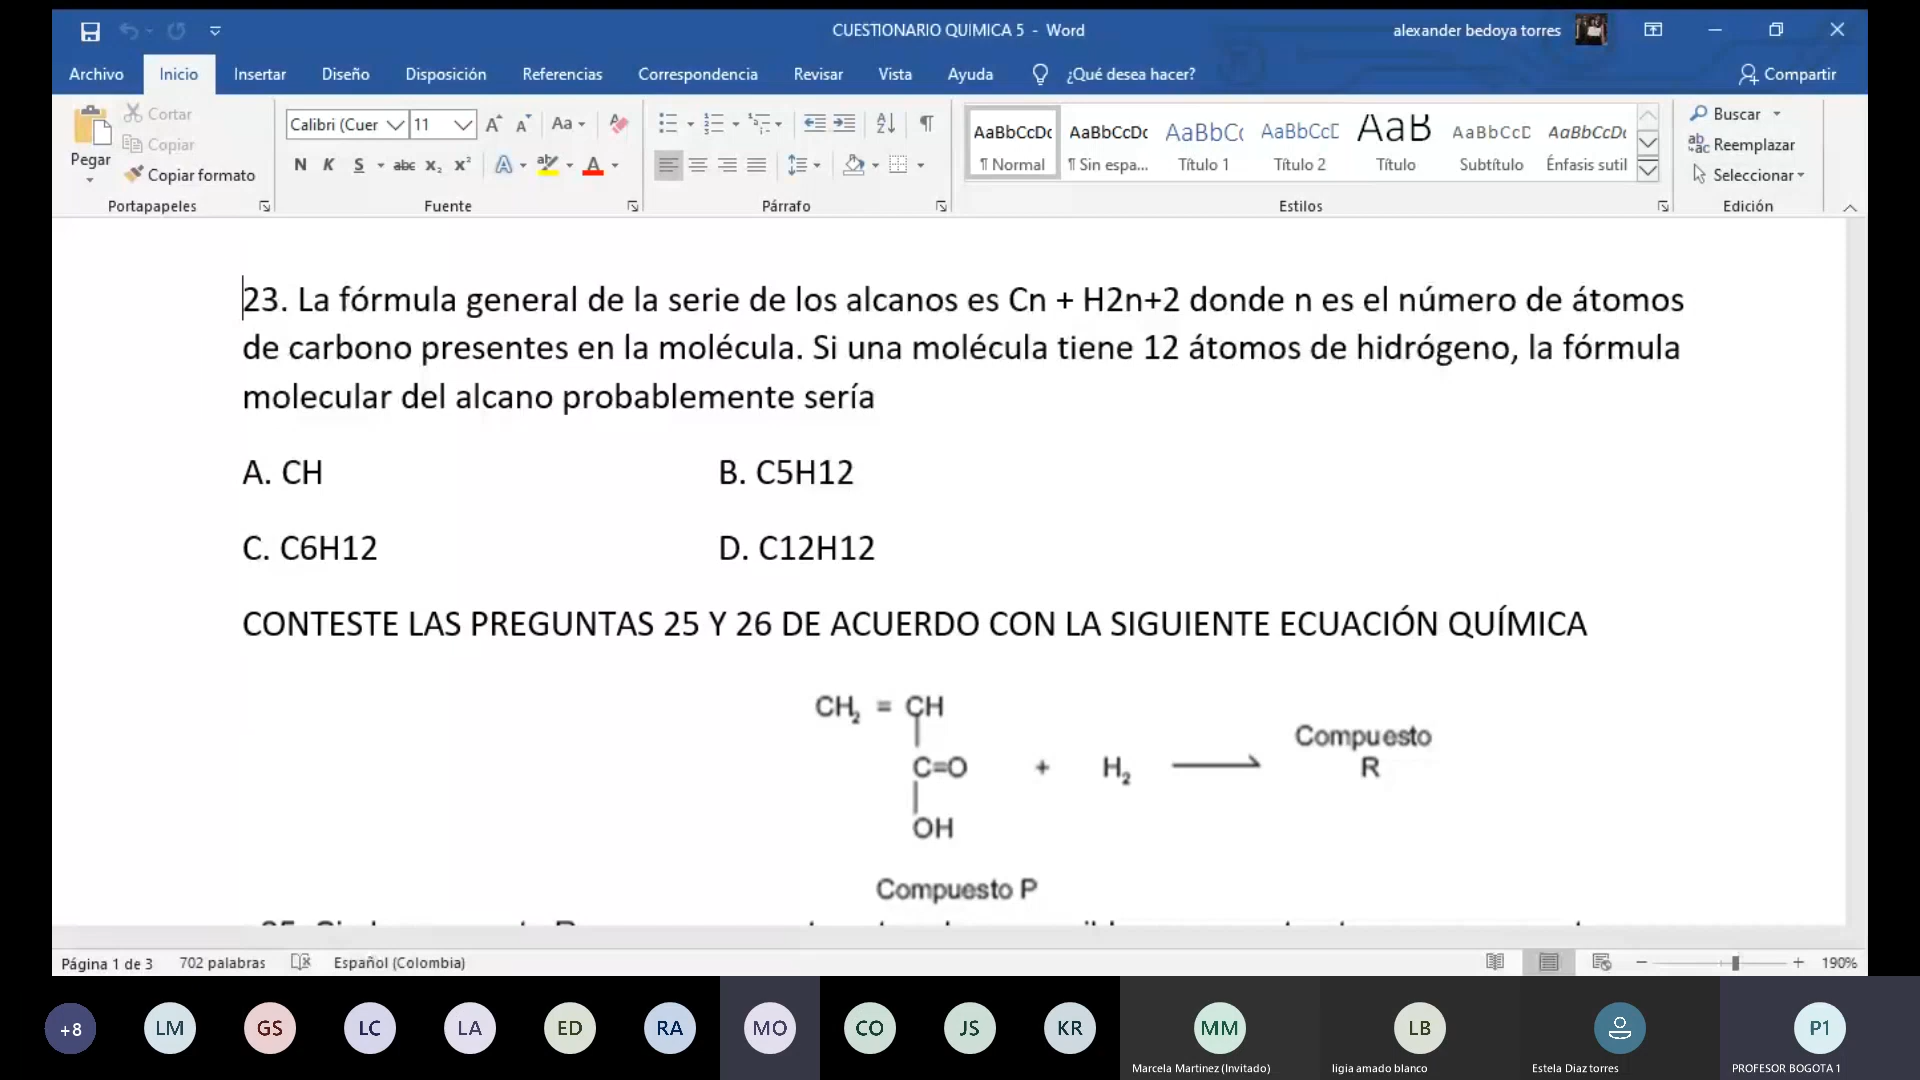 CUESTIONARIO QUIMICA 5 - Word
alexander bedoya torres
Archivo Inicio Insertar Diseño Disposición Referencias Correspondencia Revisar Vista Ayuda ¿Qué desea hacer? Compartir
Pegar
Cortar
Copiar
Copiar formato
Portapapeles
Calibri (Cuer 11 A A Aa
N K S abc x₂ x² A ab A
Fuente
Párrafo
AaBbCcDc AaBbCcDc AaBbCc AaBbCcE AaB AaBbCcD AaBbCcDc
¶ Normal ¶ Sin espa... Título 1 Título 2 Título Subtítulo Énfasis sutil
Estilos
Buscar
Reemplazar
Seleccionar
Edición
23. La fórmula general de la serie de los alcanos es Cn + H2n+2 donde n es el número de átomos
de carbono presentes en la molécula. Si una molécula tiene 12 átomos de hidrógeno, la fórmula
molecular del alcano probablemente sería
A. CH B. C5H12
C. C6H12 D. C12H12
CONTESTE LAS PREGUNTAS 25 Y 26 DE ACUERDO CON LA SIGUIENTE ECUACIÓN QUÍMICA
CH₂ = CH
C=O + H₂ → Compuesto R
OH
Compuesto P
Página 1 de 3 702 palabras Español (Colombia) 190%
+8 LM GS LC LA ED RA MO CO JS KR MM LB P1
Marcela Martinez (Invitado) ligia amado blanco Estela Diaz torres PROFESOR BOGOTA 1